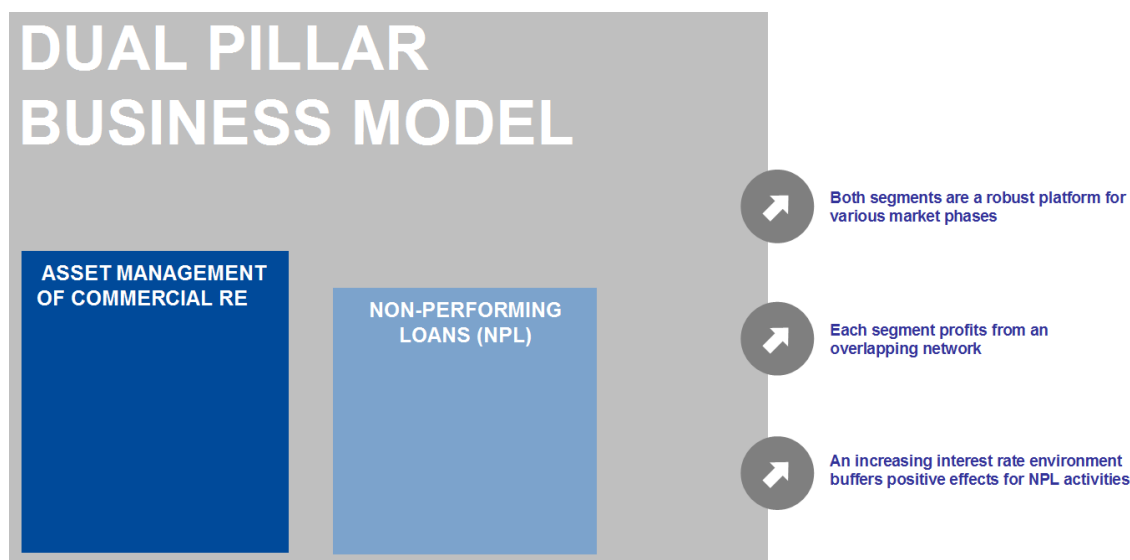 DUAL PILLAR
BUSINESS MODEL
ASSET MANAGEMENT
OF COMMERCIAL RE
NON-PERFORMING
LOANS (NPL)
Both segments are a robust platform for
various market phases
Each segment profits from an
overlapping network
An increasing interest rate environment
buffers positive effects for NPL activities